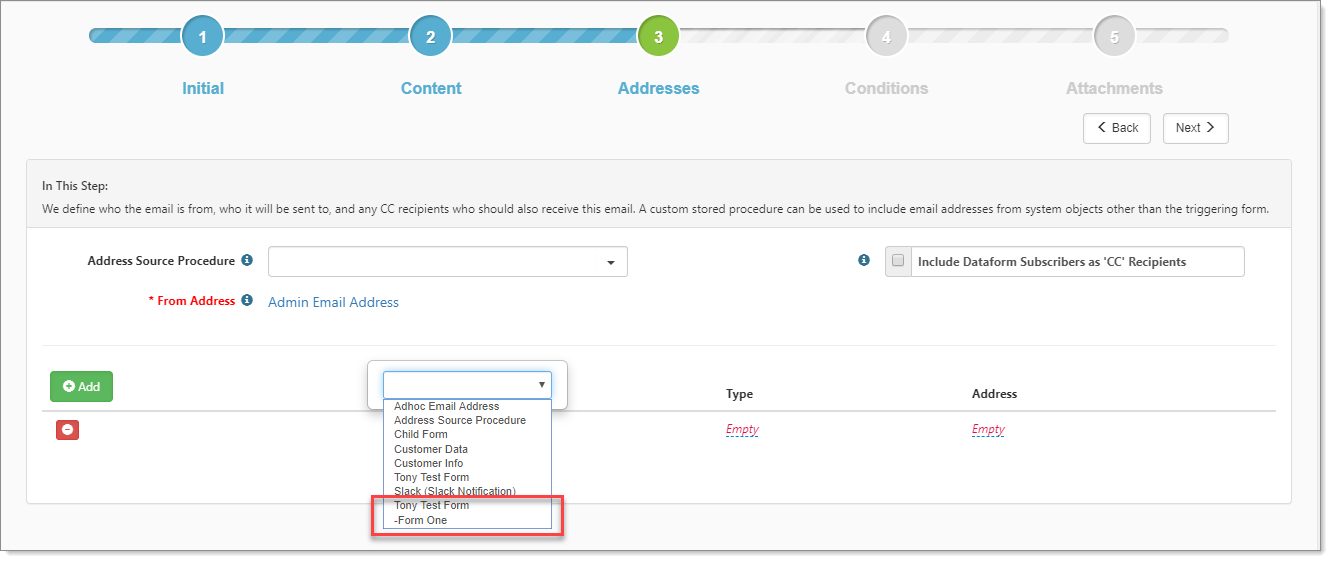 1
2
3
4
5
Initial
Content
Addresses
Conditions
Attachments
Back
Next
In This Step:
We define who the email is from, who it will be sent to, and any CC recipients who should also receive this email. A custom stored procedure can be used to include email addresses from system objects other than the triggering form.
Address Source Procedure
Include Dataform Subscribers as 'CC' Recipients
* From Address
Admin Email Address
Add
Type
Address
Adhoc Email Address
Address Source Procedure
Child Form
Empty
Empty
Customer Data
Customer Info
Tony Test Form
Slack (Slack Notification)
Tony Test Form
-Form One